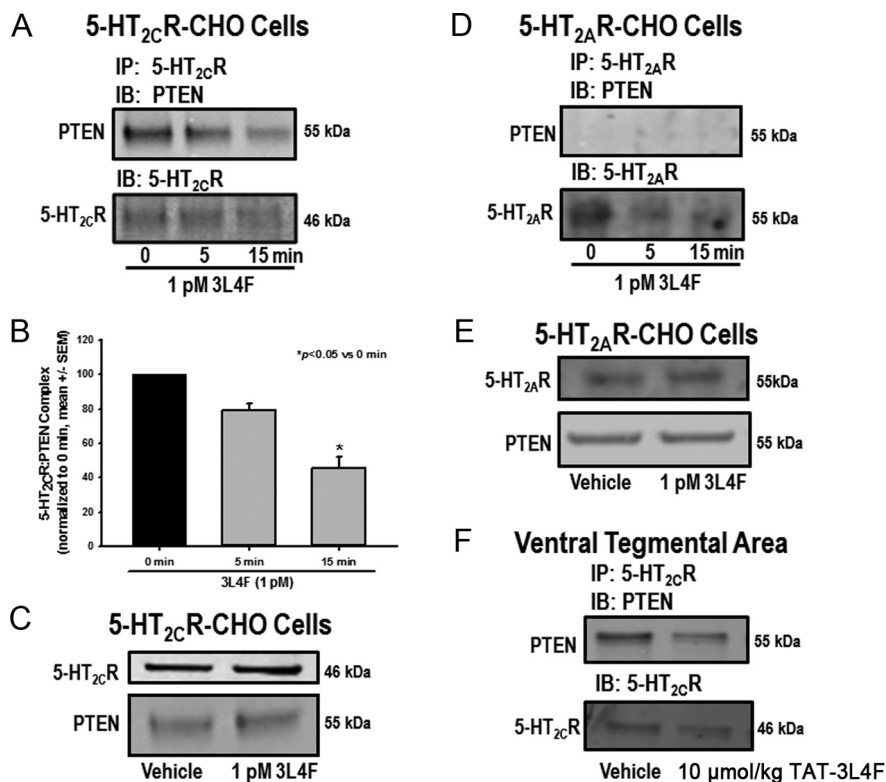 A
5-HT2CR-CHO Cells
IP: 5-HT2CR
IB: PTEN
PTEN
55 kDa
IB: 5-HT2CR
5-HT2CR
46 kDa
0 5 15 min
1 pM 3L4F
B
120
100
80
60
40
20
0
5-HT2CR:PTEN Complex
(normalized to 0 min, mean +/- SEM)
*p<0.05 vs 0 min
*
0 min 5 min 15 min
3L4F (1 pM)
C
5-HT2CR-CHO Cells
5-HT2CR
46 kDa
PTEN
55 kDa
Vehicle 1 pM 3L4F
D
5-HT2AR-CHO Cells
IP: 5-HT2AR
IB: PTEN
PTEN
55 kDa
IB: 5-HT2AR
5-HT2AR
55 kDa
0 5 15 min
1 pM 3L4F
E
5-HT2AR-CHO Cells
5-HT2AR
55kDa
PTEN
55 kDa
Vehicle 1 pM 3L4F
F
Ventral Tegmental Area
IP: 5-HT2CR
IB: PTEN
PTEN
55 kDa
IB: 5-HT2CR
5-HT2CR
46 kDa
Vehicle 10 µmol/kg TAT-3L4F